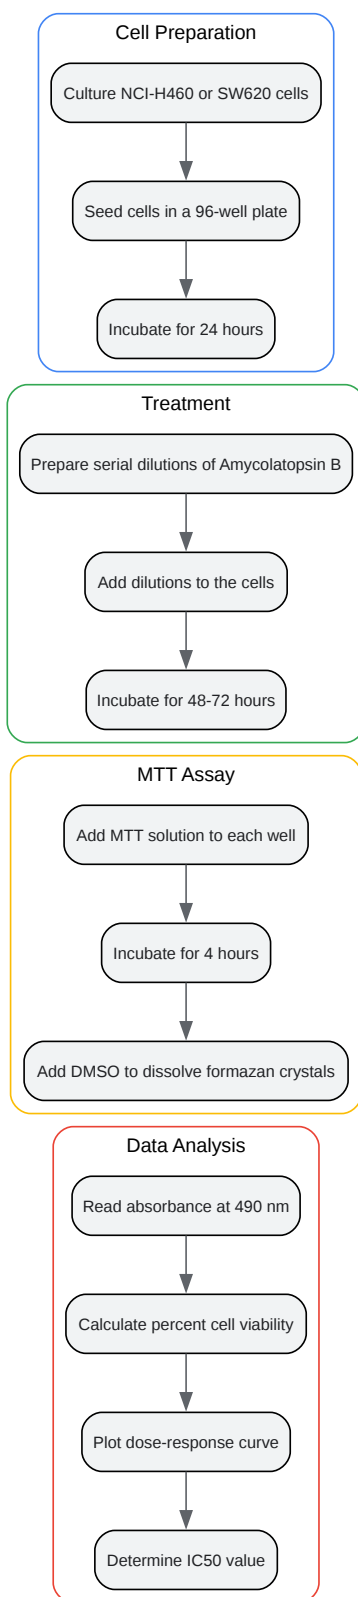 Cell Preparation
Culture NCI-H460 or SW620 cells
Seed cells in a 96-well plate
Incubate for 24 hours
Treatment
Prepare serial dilutions of Amycolatopsin B
Add dilutions to the cells
Incubate for 48-72 hours
MTT Assay
Add MTT solution to each well
Incubate for 4 hours
Add DMSO to dissolve formazan crystals
Data Analysis
Read absorbance at 490 nm
Calculate percent cell viability
Plot dose-response curve
Determine IC50 value